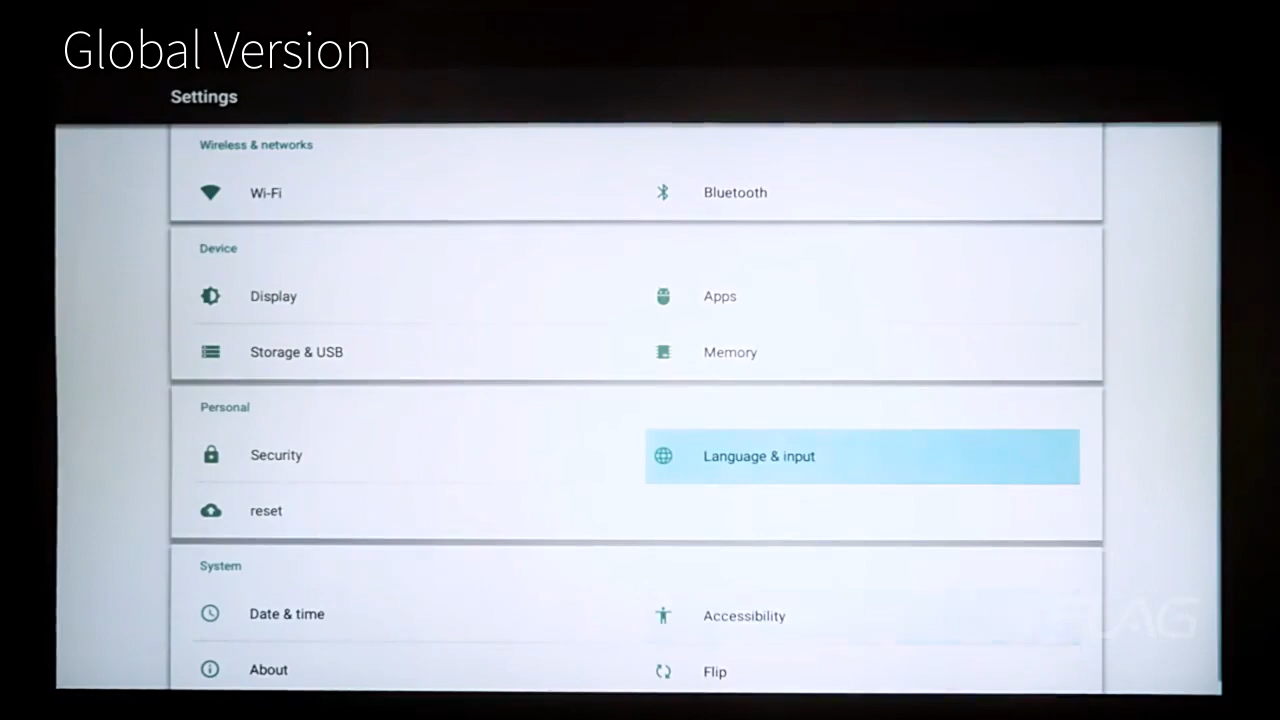 Global Version
Settings
Wireless & networks
Wi-Fi
Bluetooth
Device
Display
Apps
Storage & USB
Memory
Personal
Security
Language & input
reset
System
Date & time
Accessibility
About
Flip